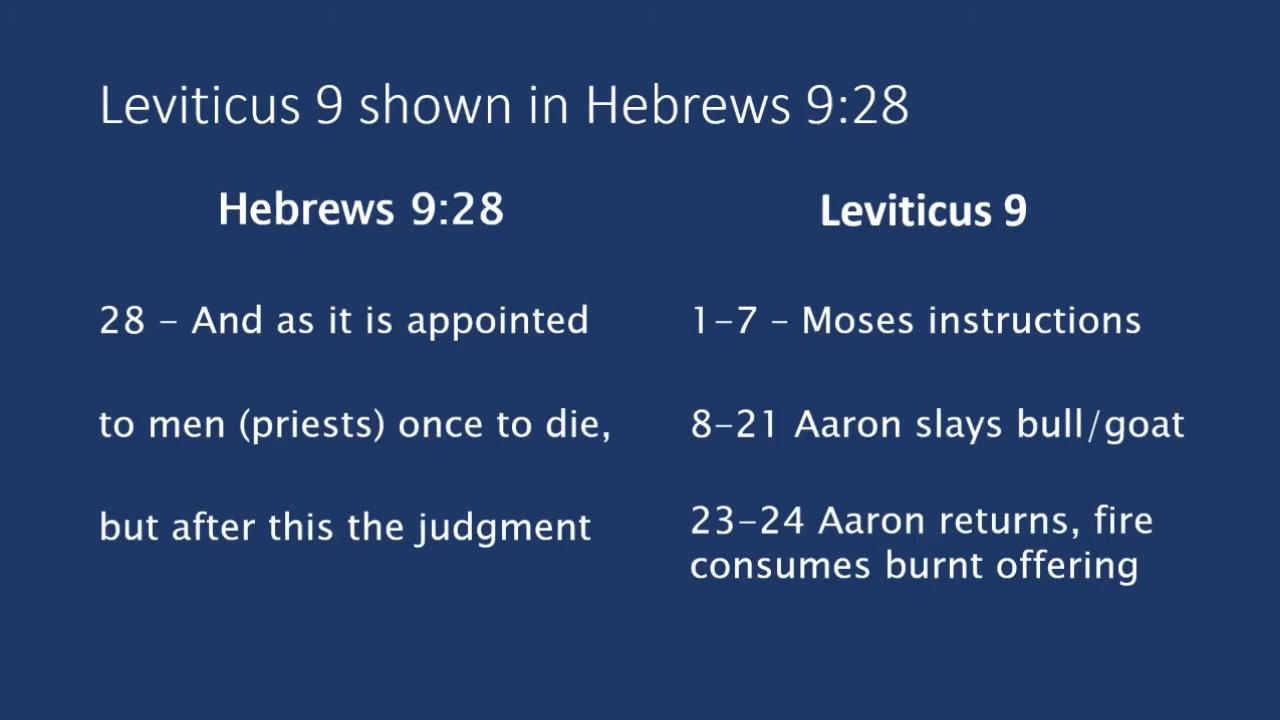 Leviticus 9 shown in Hebrews 9:28
Hebrews 9:28
28 – And as it is appointed
to men (priests) once to die,
but after this the judgment
Leviticus 9
1–7 – Moses instructions
8–21 Aaron slays bull/goat
23–24 Aaron returns, fire
consumes burnt offering